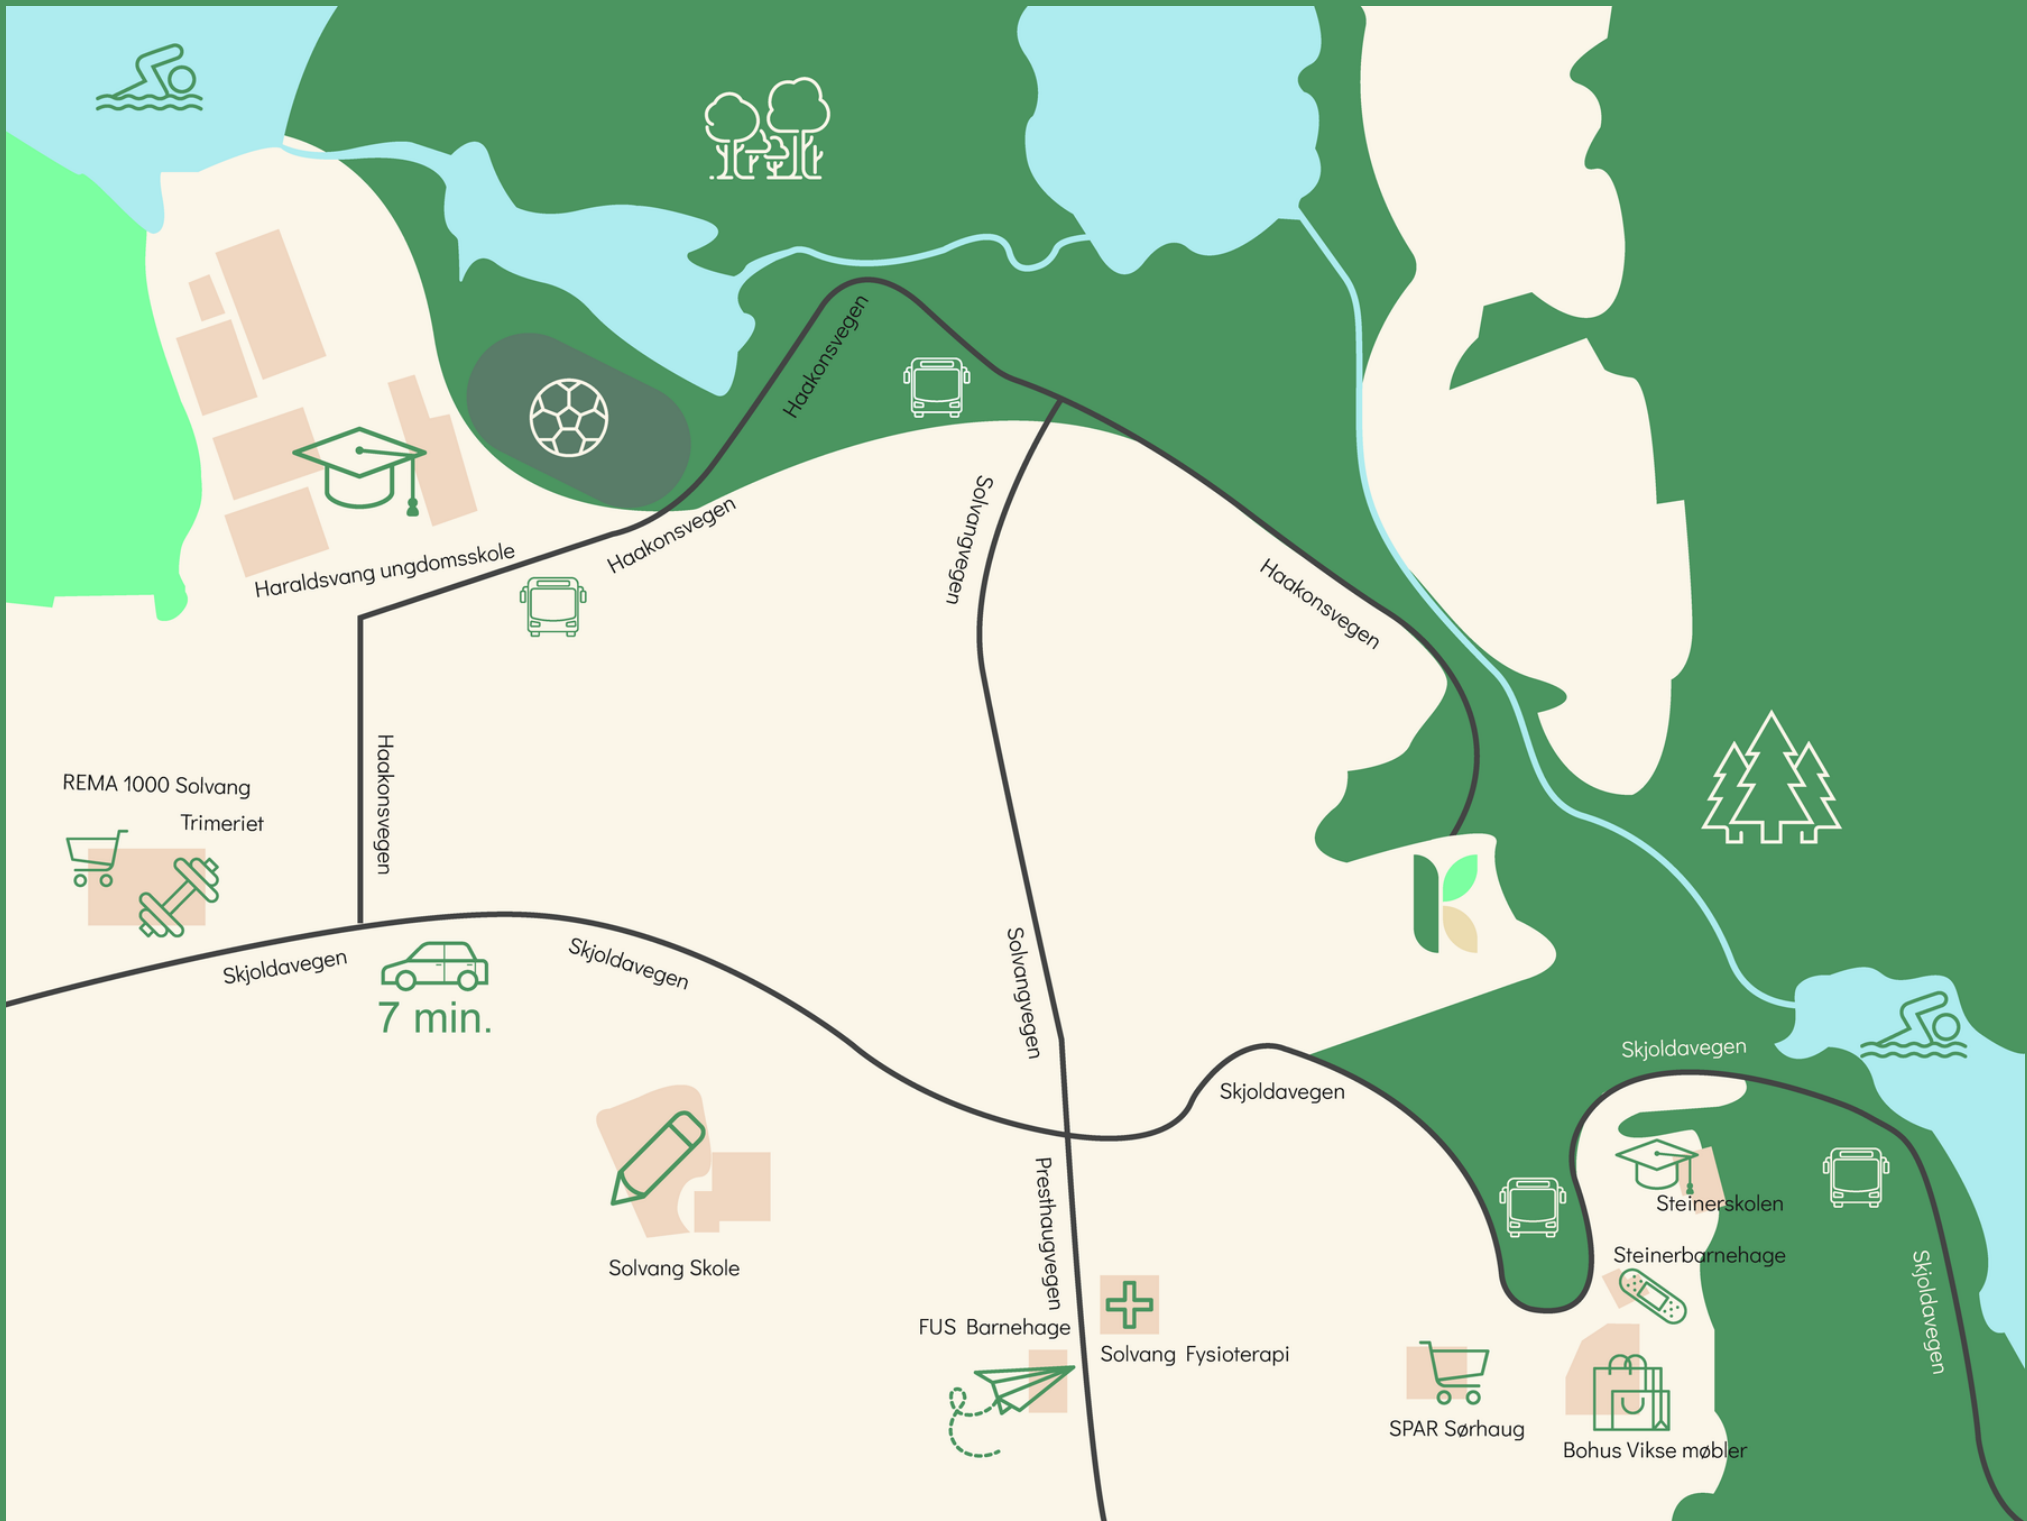 Haakonsvegen
Solvangvegen
Haakonsvegen
Haraldsvang ungdomsskole
Haakonsvegen
Haakonsvegen
REMA 1000 Solvang
Trimeriet
Skjoldavegen
7 min.
Skjoldavegen
Solvangvegen
Skjoldavegen
Skjoldavegen
Presthaugvegen
Solvang Skole
Steinerskolen
Steinerbarnehage
Skjoldavegen
FUS Barnehage
Solvang Fysioterapi
SPAR Sørhaug
Bohus Vikse møbler